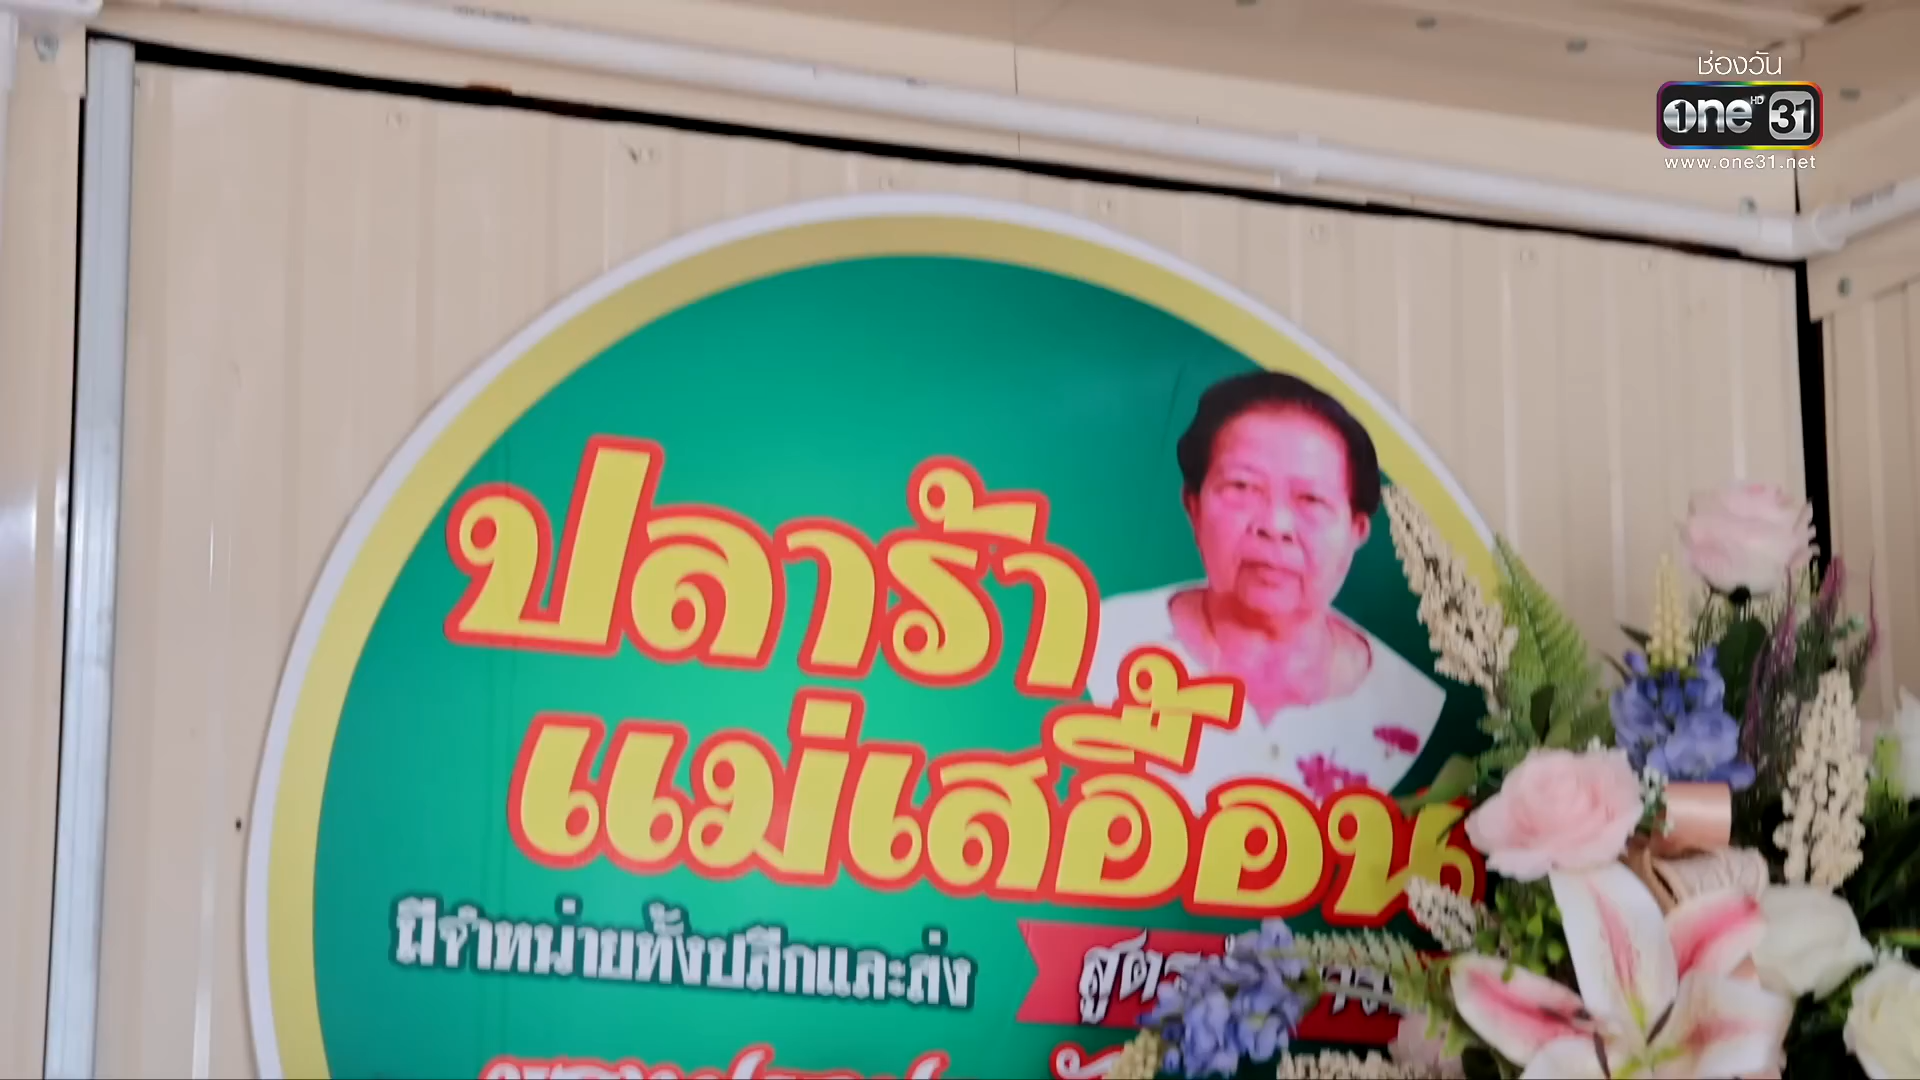 ช่องวัน
one HD 31
www.one31.net
ปลาร้า
แม่เสอื้อน
มีจำหน่ายทั้งปลีกและส่ง